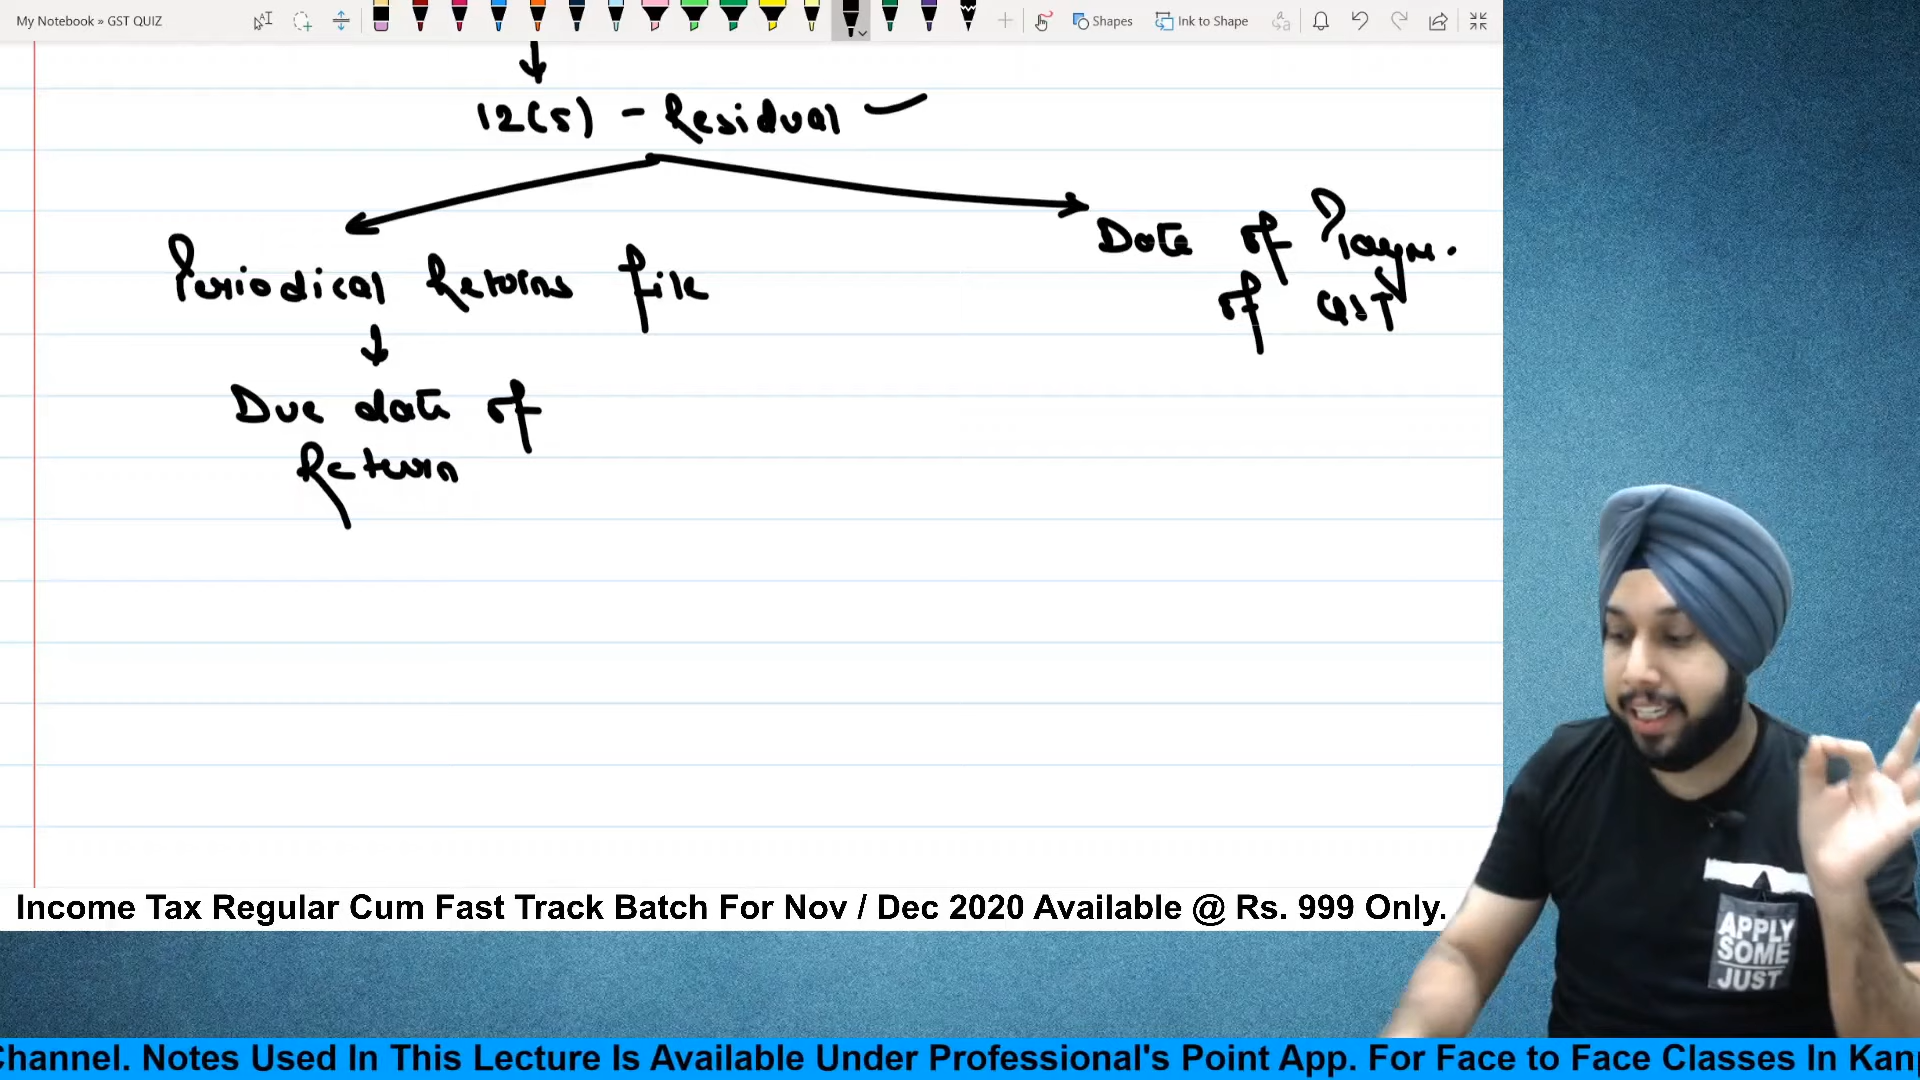 My Notebook » GST QUIZ
Shapes
Ink to Shape
12(5) - Residual
Periodical Returns file
Date of Paym.
of GST
Due date of
Return
APPLY
SOME
JUST
Income Tax Regular Cum Fast Track Batch For Nov / Dec 2020 Available @ Rs. 999 Only.
Channel. Notes Used In This Lecture Is Available Under Professional's Point App. For Face to Face Classes In Kan